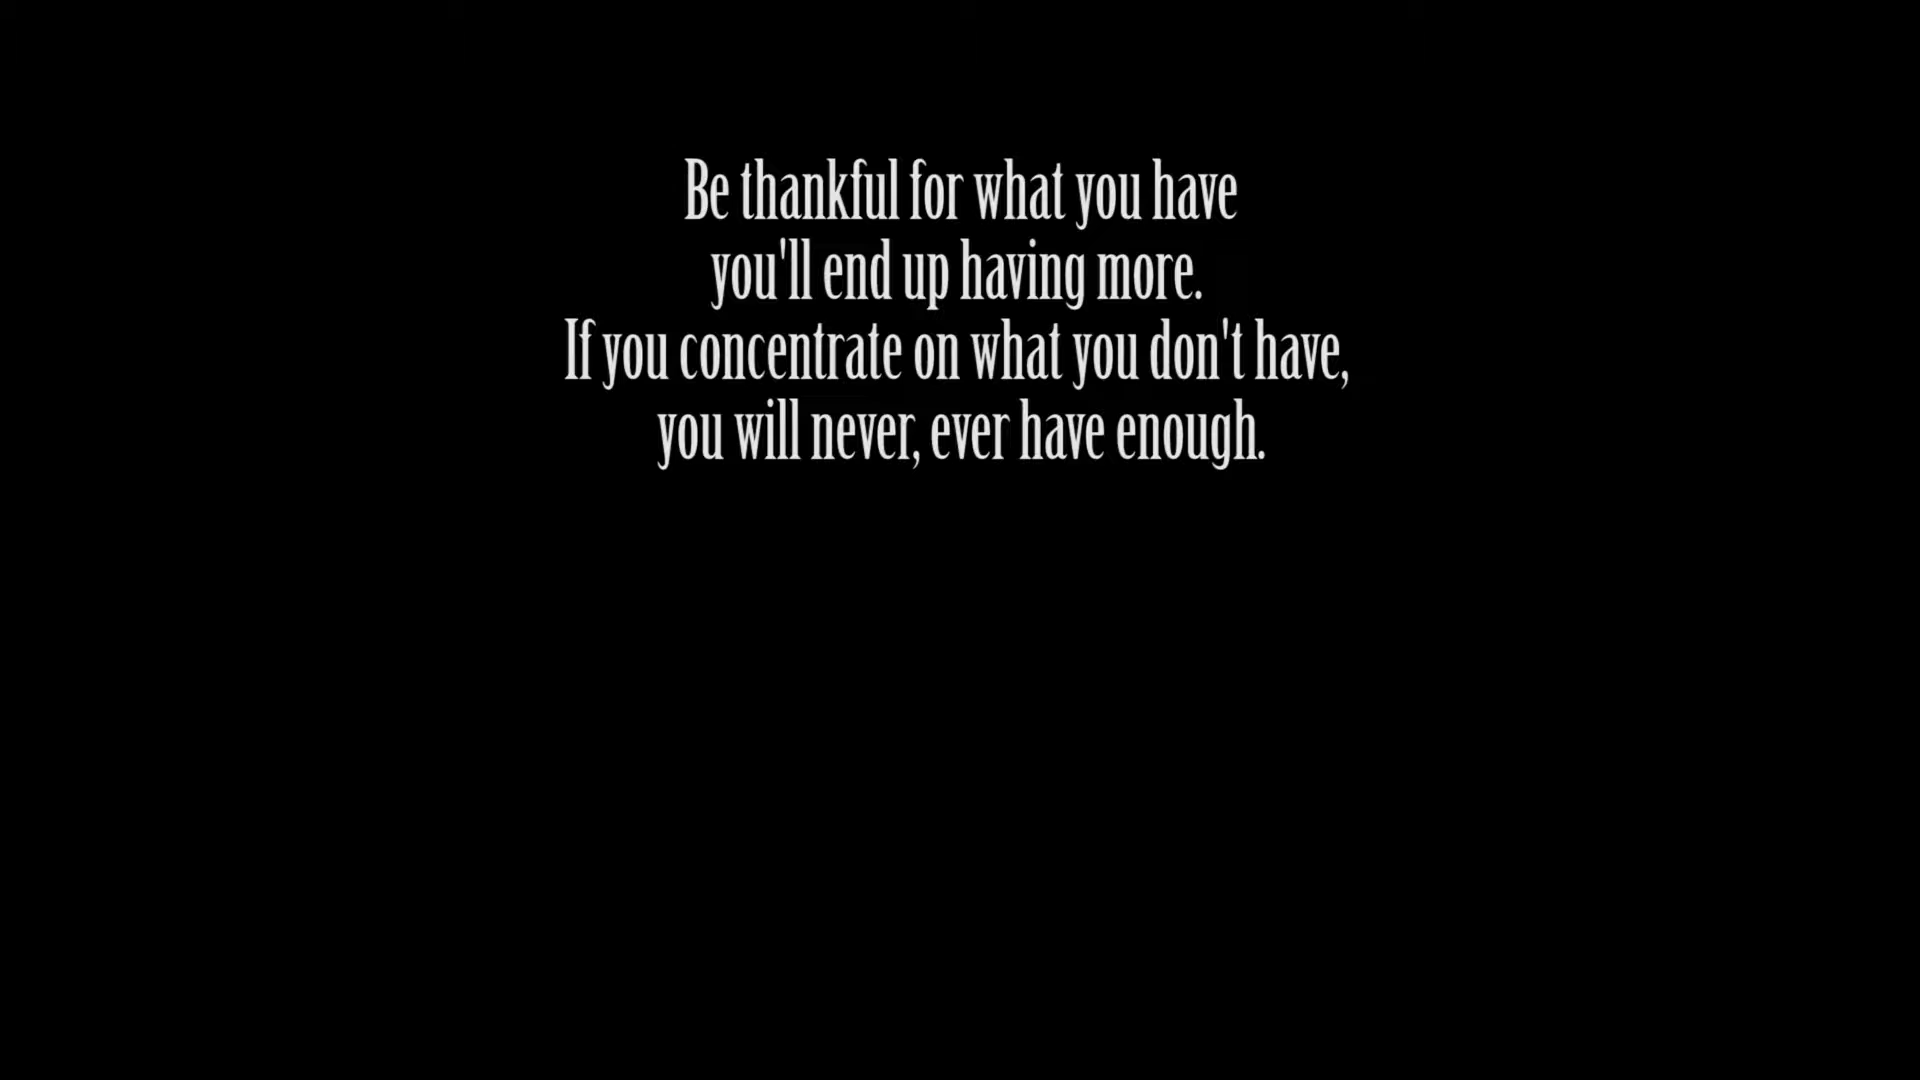 Be thankful for what you have
you'll end up having more.
If you concentrate on what you don't have,
you will never, ever have enough.